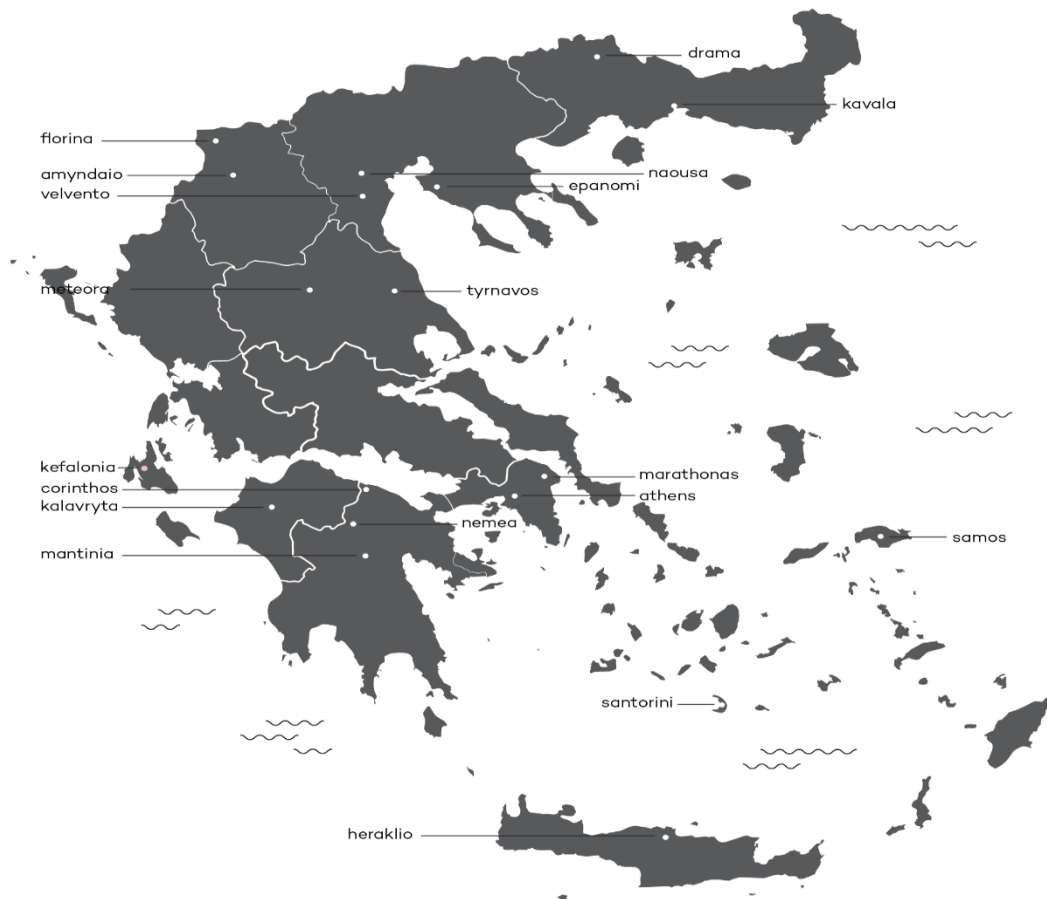 drama
kavala
florina
naousa
amyndaio
epanomi
velvento
meteora
tyrnavos
kefalonia
marathonas
corinthos
athens
kalavryta
nemea
samos
mantinia
santorini
heraklio